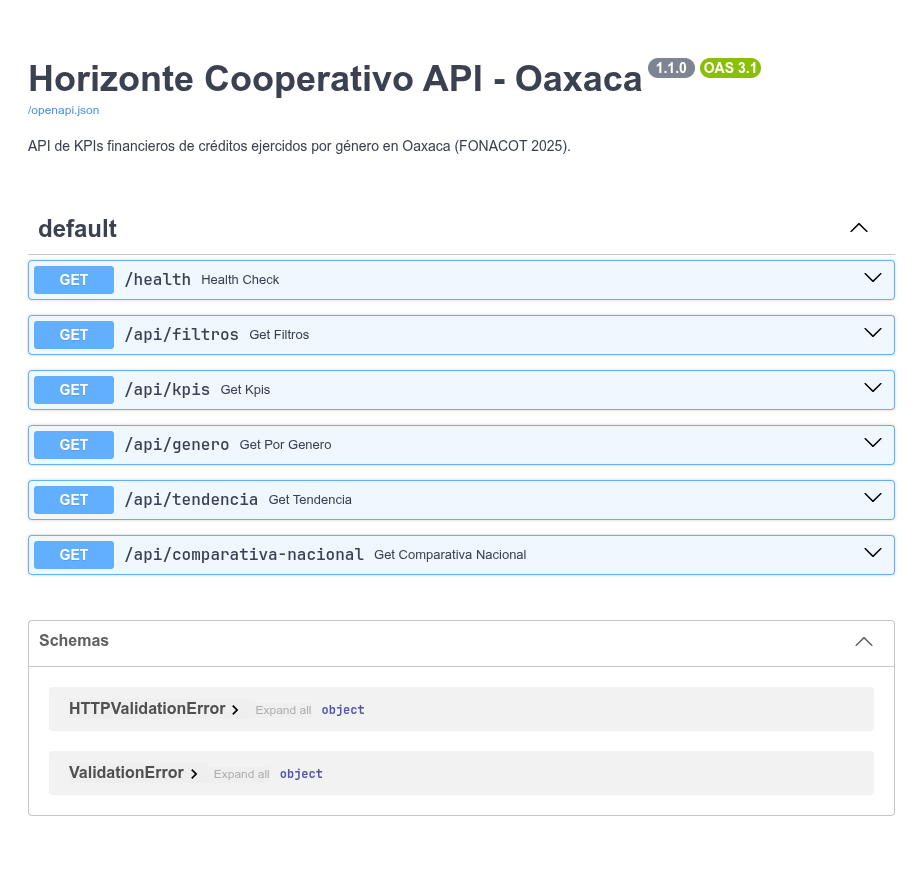 Horizonte Cooperativo API - Oaxaca 1.1.0 OAS 3.1
/openapi.json
API de KPIs financieros de créditos ejercidos por género en Oaxaca (FONACOT 2025).
default
GET /health Health Check
GET /api/filtros Get Filtros
GET /api/kpis Get Kpis
GET /api/genero Get Por Genero
GET /api/tendencia Get Tendencia
GET /api/comparativa-nacional Get Comparativa Nacional
Schemas
HTTPValidationError Expand all object
ValidationError Expand all object